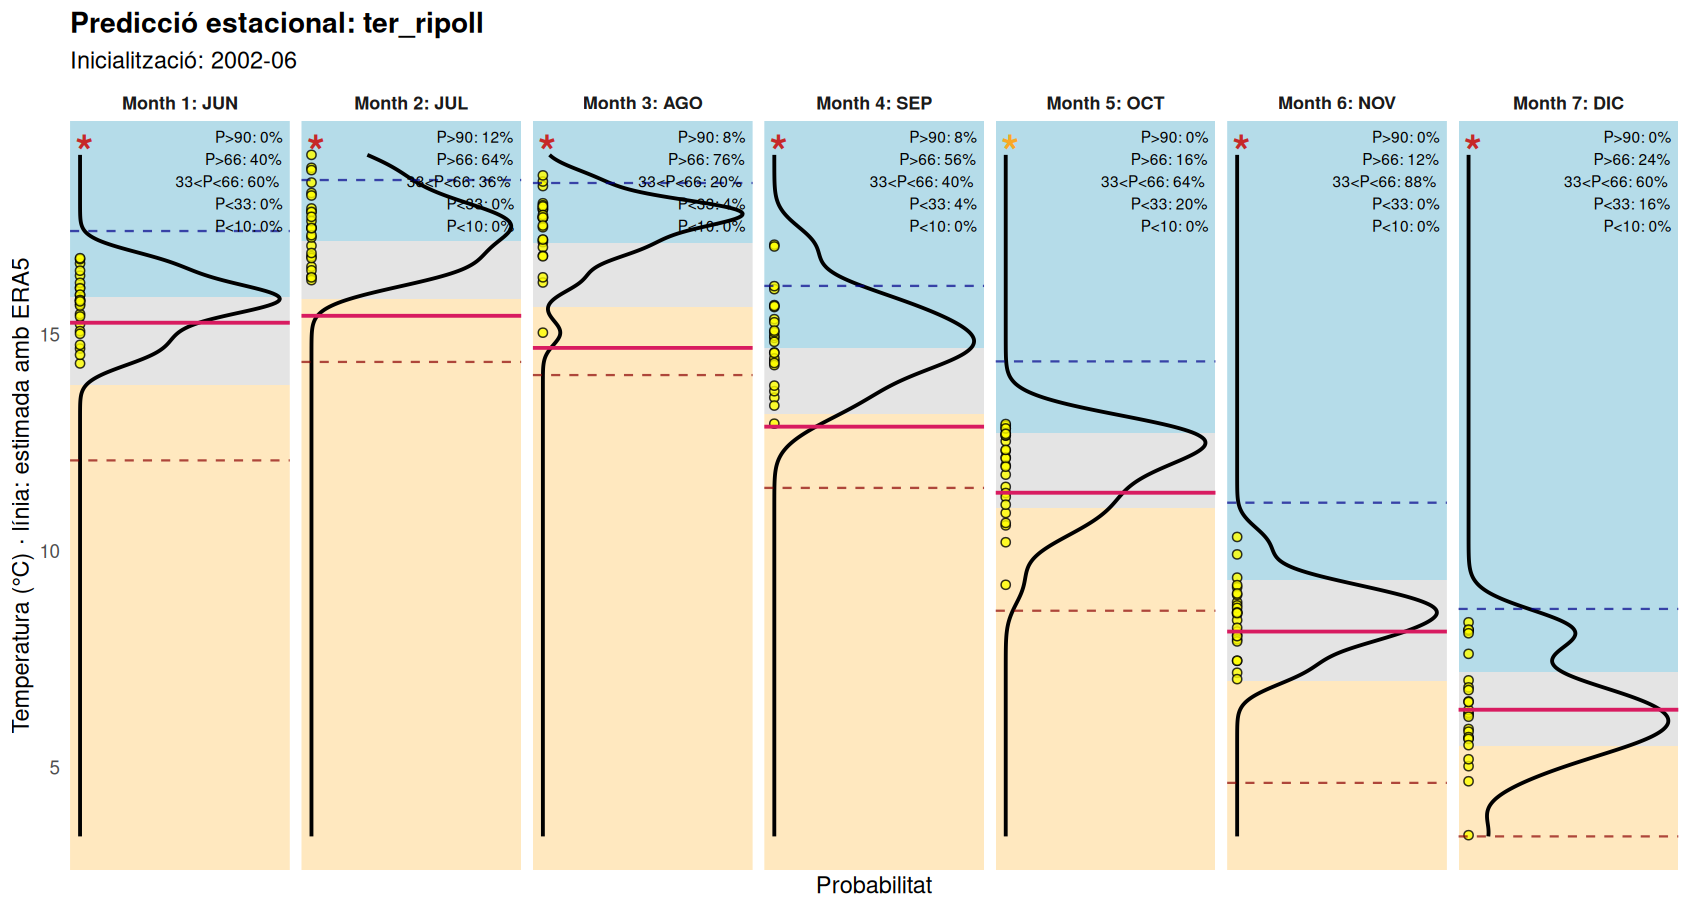 Predicció estacional: ter_ripoll
Inicialització: 2002-06
Month 1: JUN
Month 2: JUL
Month 3: AGO
Month 4: SEP
Month 5: OCT
Month 6: NOV
Month 7: DIC
*
P>90: 0%
P>66: 40%
33<P<66: 60%
P<33: 0%
P<10: 0%
*
P>90: 12%
P>66: 64%
33<P<66: 36%
P<33: 0%
P<10: 0%
*
P>90: 8%
P>66: 76%
33<P<66: 20%
P<33: 4%
P<10: 0%
*
P>90: 8%
P>66: 56%
33<P<66: 40%
P<33: 4%
P<10: 0%
*
P>90: 0%
P>66: 16%
33<P<66: 64%
P<33: 20%
P<10: 0%
*
P>90: 0%
P>66: 12%
33<P<66: 88%
P<33: 0%
P<10: 0%
*
P>90: 0%
P>66: 24%
33<P<66: 60%
P<33: 16%
P<10: 0%
Temperatura (°C) · línia: estimada amb ERA5
15
10
5
Probabilitat